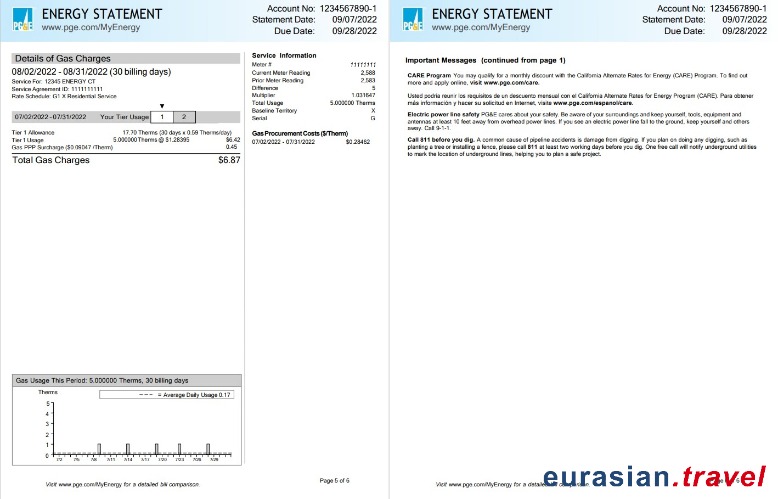 ENERGY STATEMENT
www.pge.com/MyEnergy
Account No: 1234567890-1
Statement Date: 09/07/2022
Due Date: 09/28/2022
Details of Gas Charges
08/02/2022 - 08/31/2022 (30 billing days)
Service For: 12345 ENERGY CT
Service Agreement ID: 1111111111
Rate Schedule: G1 X Residential Service
07/02/2022 - 07/31/2022 Your Tier Usage 1 2
Tier 1 Allowance 17.70 Therms (30 days x 0.59 Therms/day)
Tier 1 Usage 5.000000 Therms @ $1.28395 $6.42
Gas PPP Surcharge ($0.09047 /Therm) 0.45
Total Gas Charges $6.87
Service Information
Meter # 11111111
Current Meter Reading 2,588
Prior Meter Reading 2,583
Difference 5
Multiplier 1.031647
Total Usage 5.000000 Therms
Baseline Territory X
Serial G
Gas Procurement Costs ($/Therm)
07/02/2022 - 07/31/2022 $0.28482
Gas Usage This Period: 5.000000 Therms, 30 billing days
Therms
= Average Daily Usage 0.17
5
4
3
2
1
0
7/2 7/5 7/8 7/11 7/14 7/17 7/20 7/23 7/26 7/29
Visit www.pge.com/MyEnergy for a detailed bill comparison.
Page 5 of 6
ENERGY STATEMENT
www.pge.com/MyEnergy
Account No: 1234567890-1
Statement Date: 09/07/2022
Due Date: 09/28/2022
Important Messages (continued from page 1)
CARE Program You may qualify for a monthly discount with the California Alternate Rates for Energy (CARE) Program. To find out
more and apply online, visit www.pge.com/care.
Usted podría reunir los requisitos de un descuento mensual con el California Alternate Rates for Energy Program (CARE). Para obtener
más información y hacer su solicitud en Internet, visite www.pge.com/espanol/care.
Electric power line safety PG&E cares about your safety. Be aware of your surroundings and keep yourself, tools, equipment and
antennas at least 10 feet away from overhead power lines. If you see an electric power line fall to the ground, keep yourself and others
away. Call 9-1-1.
Call 811 before you dig. A common cause of pipeline accidents is damage from digging. If you plan on doing any digging, such as
planting a tree or installing a fence, please call 811 at least two working days before you dig. One free call will notify underground utilities
to mark the location of underground lines, helping you to plan a safe project.
Visit www.pge.com/MyEnergy for a detailed bill
eurasian.travel